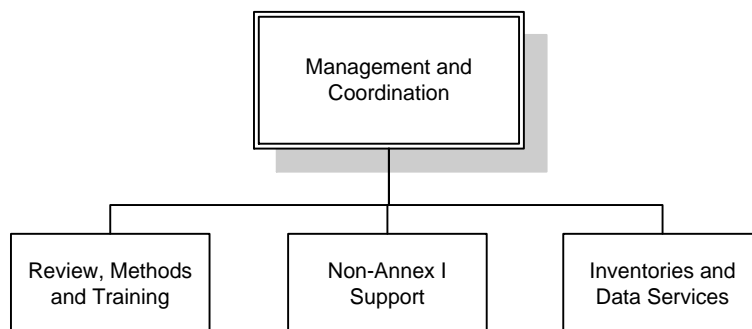 Management and
Coordination
Review, Methods
and Training
Non-Annex I
Support
Inventories and
Data Services